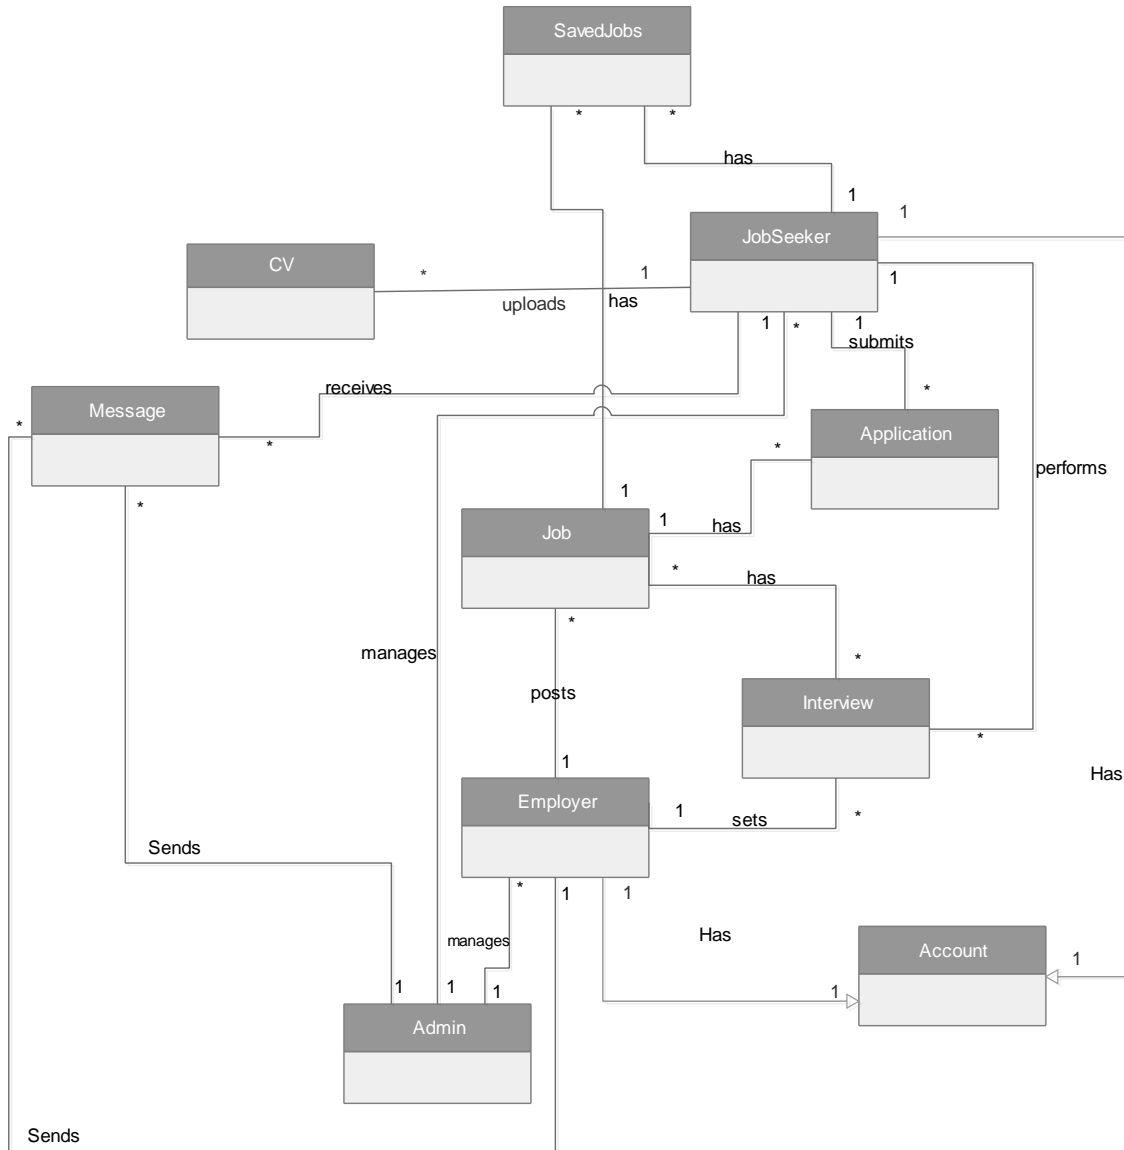 SavedJobs
* *
has
1 1
JobSeeker
CV
* 1 1
uploads has
1 * 1
submits
receives *
Message
* *
Application
*
performs
*
1 1
has
Job
* has
*
manages
*
posts
Interview
*
1
Has
Employer
1 *
sets
Sends
* 1 1
manages
Has
Account
1
1 1 1 1
Admin
Sends